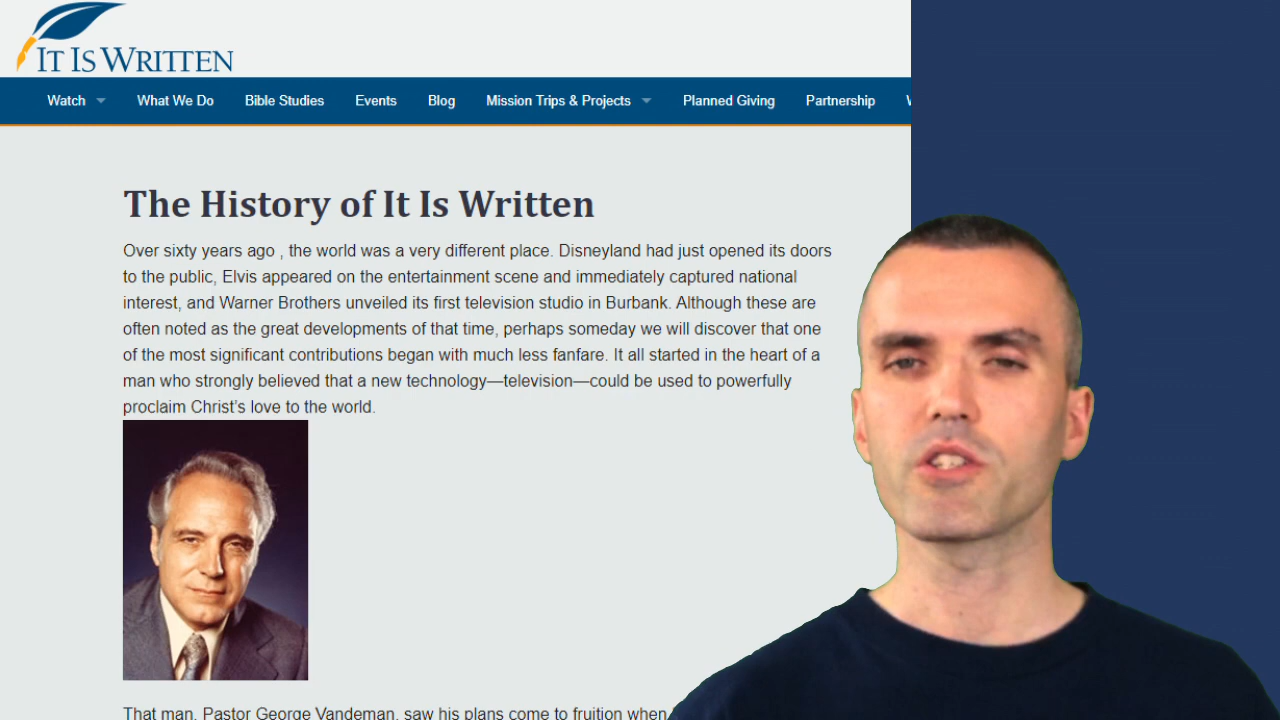 IT IS WRITTEN
Watch What We Do Bible Studies Events Blog Mission Trips & Projects Planned Giving Partnership
The History of It Is Written
Over sixty years ago , the world was a very different place. Disneyland had just opened its doors
to the public, Elvis appeared on the entertainment scene and immediately captured national
interest, and Warner Brothers unveiled its first television studio in Burbank. Although these are
often noted as the great developments of that time, perhaps someday we will discover that one
of the most significant contributions began with much less fanfare. It all started in the heart of a
man who strongly believed that a new technology—television—could be used to powerfully
proclaim Christ’s love to the world.
That man, Pastor George Vandeman, saw his plans come to fruition when